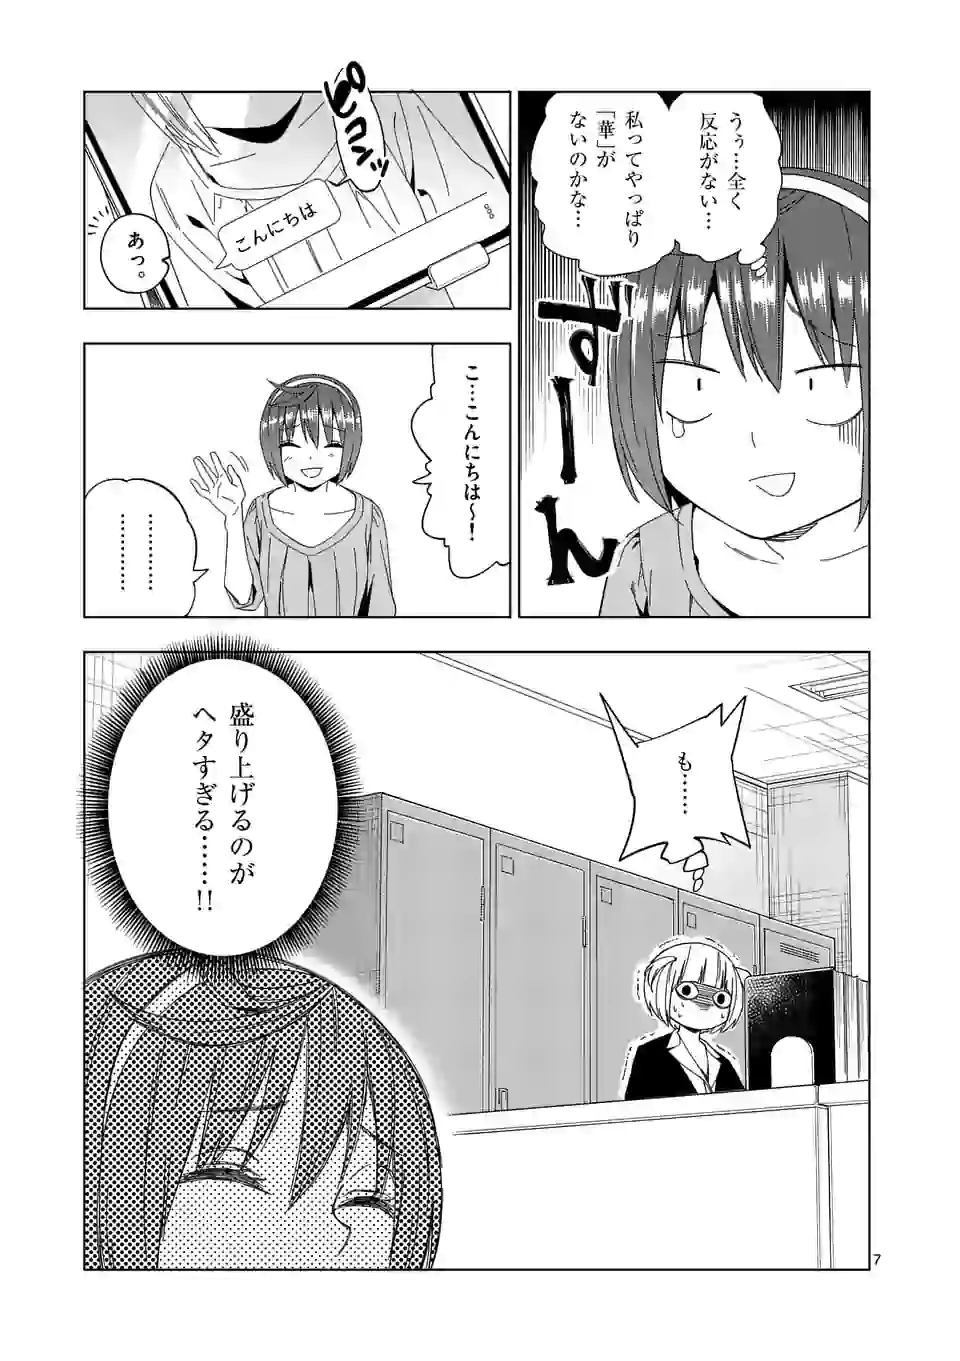 うぅ…全く
反応がない…
私ってやっぱり
「華」が
ないのかな…
ずーん
ピコンッ
こんにちは
あっ。
こ…こんにちは～！
…………
…………
も……
盛り上げるのが
ヘタすぎる……!!
7